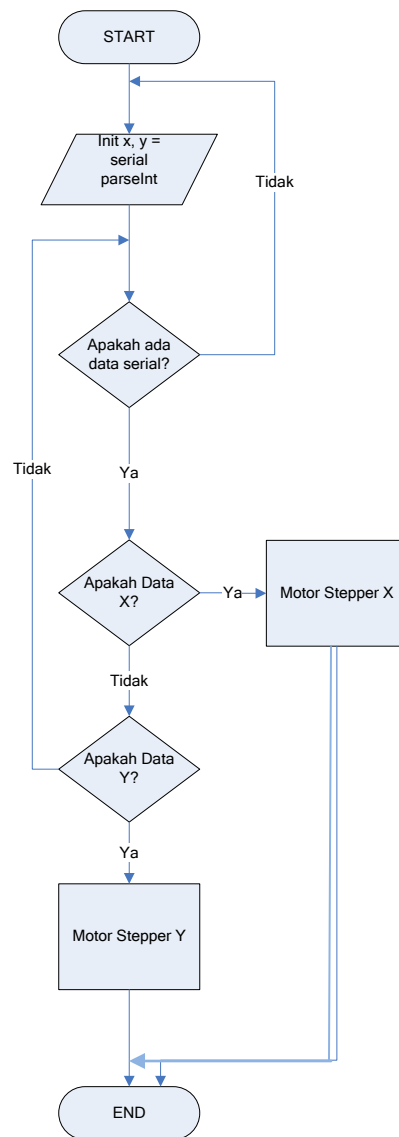 START
Init x, y =
serial
parseInt
Tidak
Apakah ada
data serial?
Tidak
Ya
Apakah Data
X?
Ya
Motor Stepper X
Tidak
Apakah Data
Y?
Ya
Motor Stepper Y
END